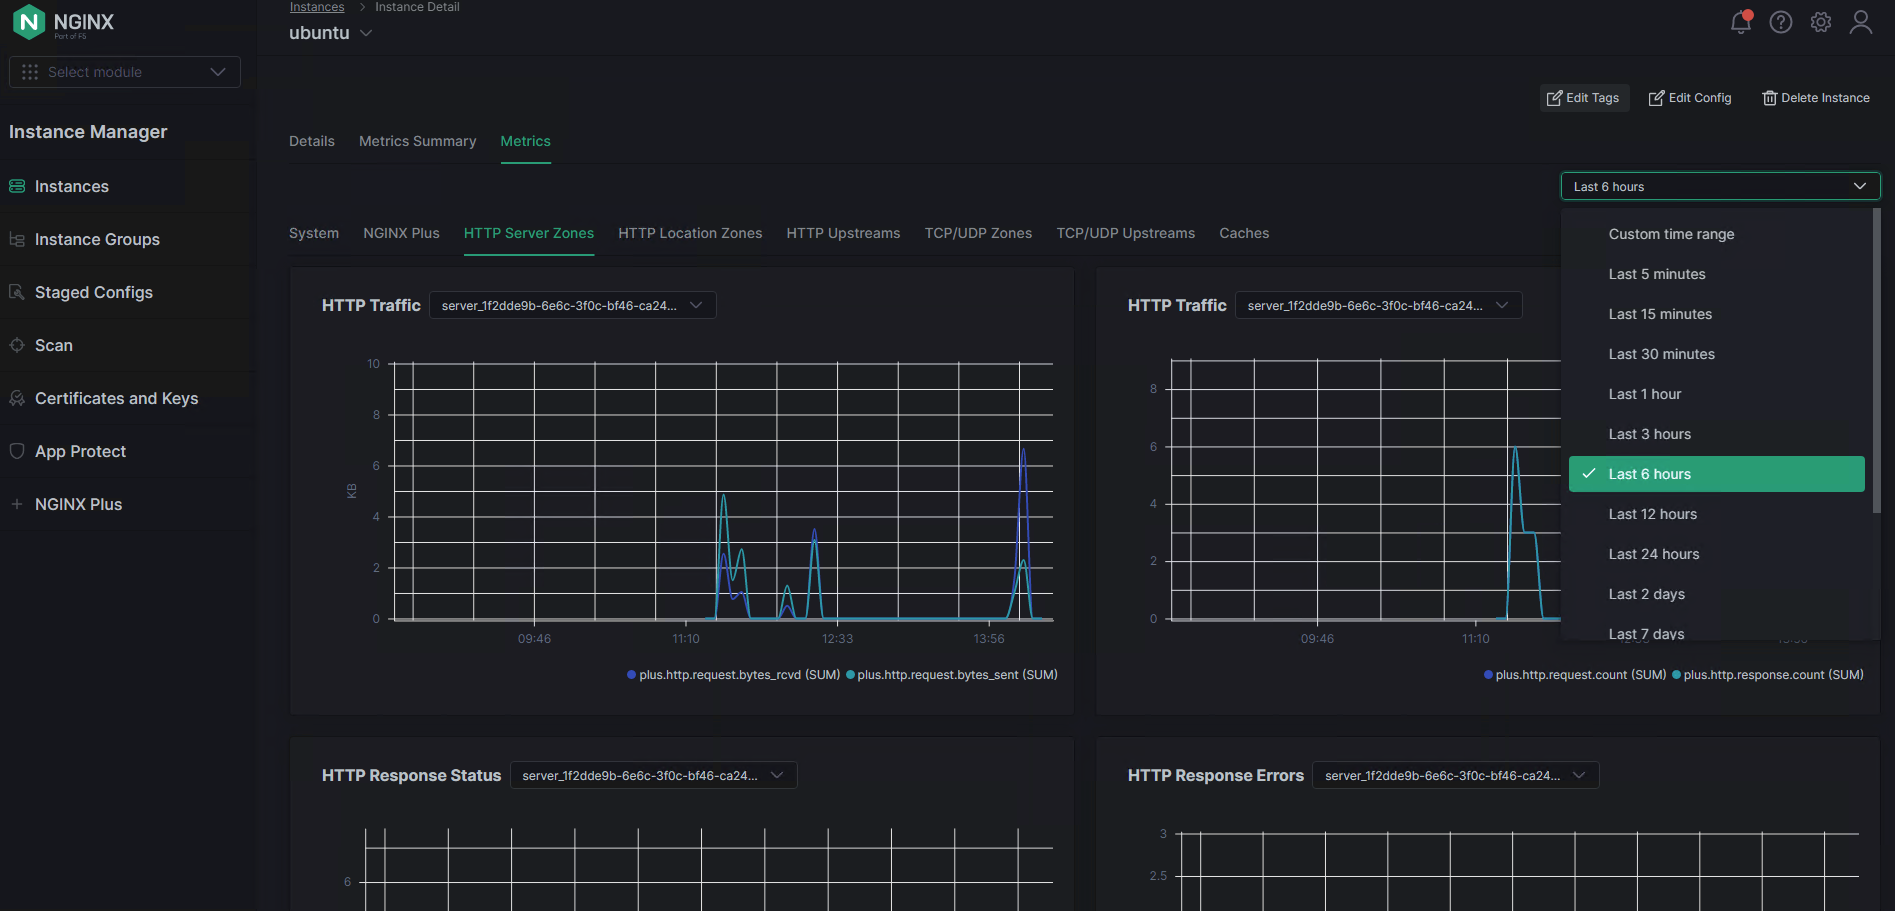 NGINX
Part of F5
Select module
Instance Manager
Instances
Instance Groups
Staged Configs
Scan
Certificates and Keys
App Protect
NGINX Plus
Instances > Instance Detail
ubuntu
Edit Tags
Edit Config
Delete Instance
Details
Metrics Summary
Metrics
Last 6 hours
Custom time range
Last 5 minutes
Last 15 minutes
Last 30 minutes
Last 1 hour
Last 3 hours
Last 6 hours
Last 12 hours
Last 24 hours
Last 2 days
Last 7 days
System
NGINX Plus
HTTP Server Zones
HTTP Location Zones
HTTP Upstreams
TCP/UDP Zones
TCP/UDP Upstreams
Caches
HTTP Traffic
server_1f2dde9b-6e6c-3f0c-bf46-ca24...
10
8
6
4
2
0
KB
09:46
11:10
12:33
13:56
plus.http.request.bytes_rcvd (SUM)
plus.http.request.bytes_sent (SUM)
HTTP Traffic
server_1f2dde9b-6e6c-3f0c-bf46-ca24...
8
6
4
2
0
09:46
11:10
plus.http.request.count (SUM)
plus.http.response.count (SUM)
HTTP Response Status
server_1f2dde9b-6e6c-3f0c-bf46-ca24...
6
HTTP Response Errors
server_1f2dde9b-6e6c-3f0c-bf46-ca24...
3
2.5